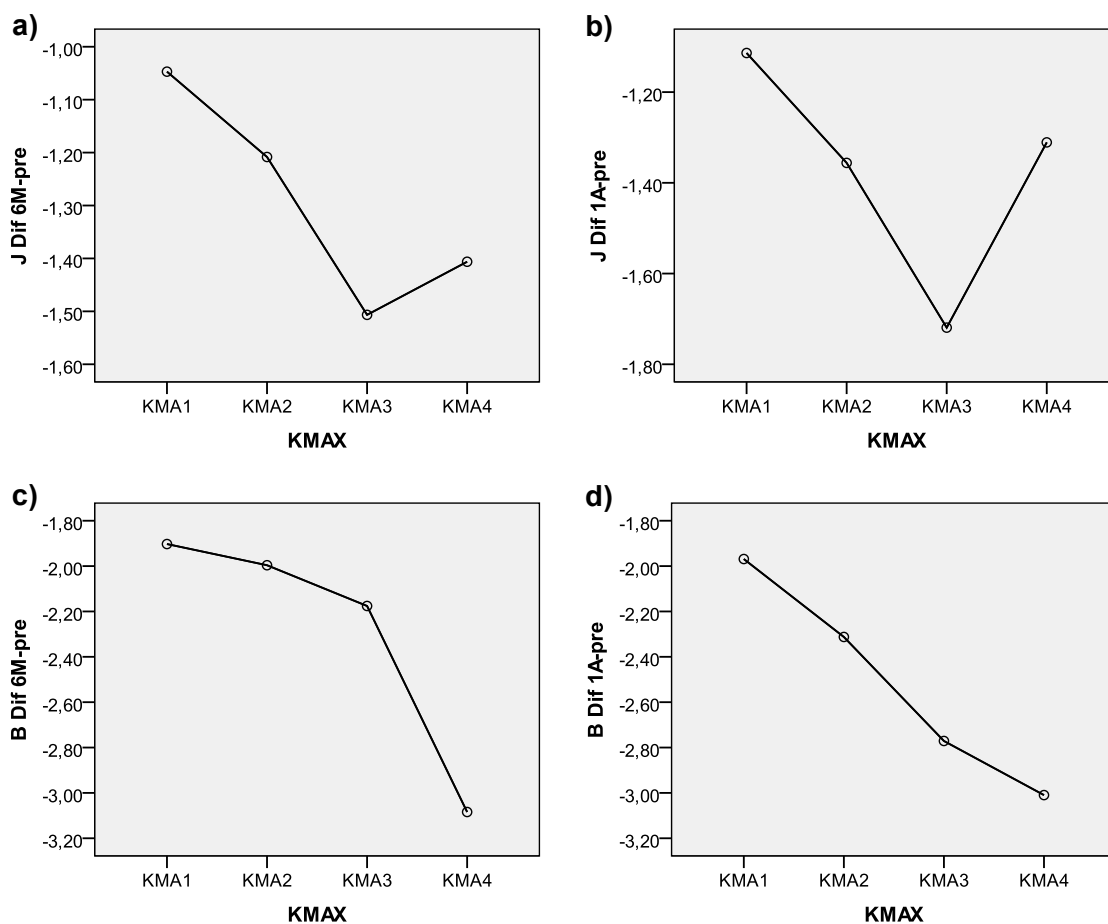 a)
J Dif 6M-pre
-1,00
-1,10
-1,20
-1,30
-1,40
-1,50
-1,60
KMA1 KMA2 KMA3 KMA4
KMAX
b)
J Dif 1A-pre
-1,20
-1,40
-1,60
-1,80
KMA1 KMA2 KMA3 KMA4
KMAX
c)
B Dif 6M-pre
-1,80
-2,00
-2,20
-2,40
-2,60
-2,80
-3,00
-3,20
KMA1 KMA2 KMA3 KMA4
KMAX
d)
B Dif 1A-pre
-1,80
-2,00
-2,20
-2,40
-2,60
-2,80
-3,00
-3,20
KMA1 KMA2 KMA3 KMA4
KMAX